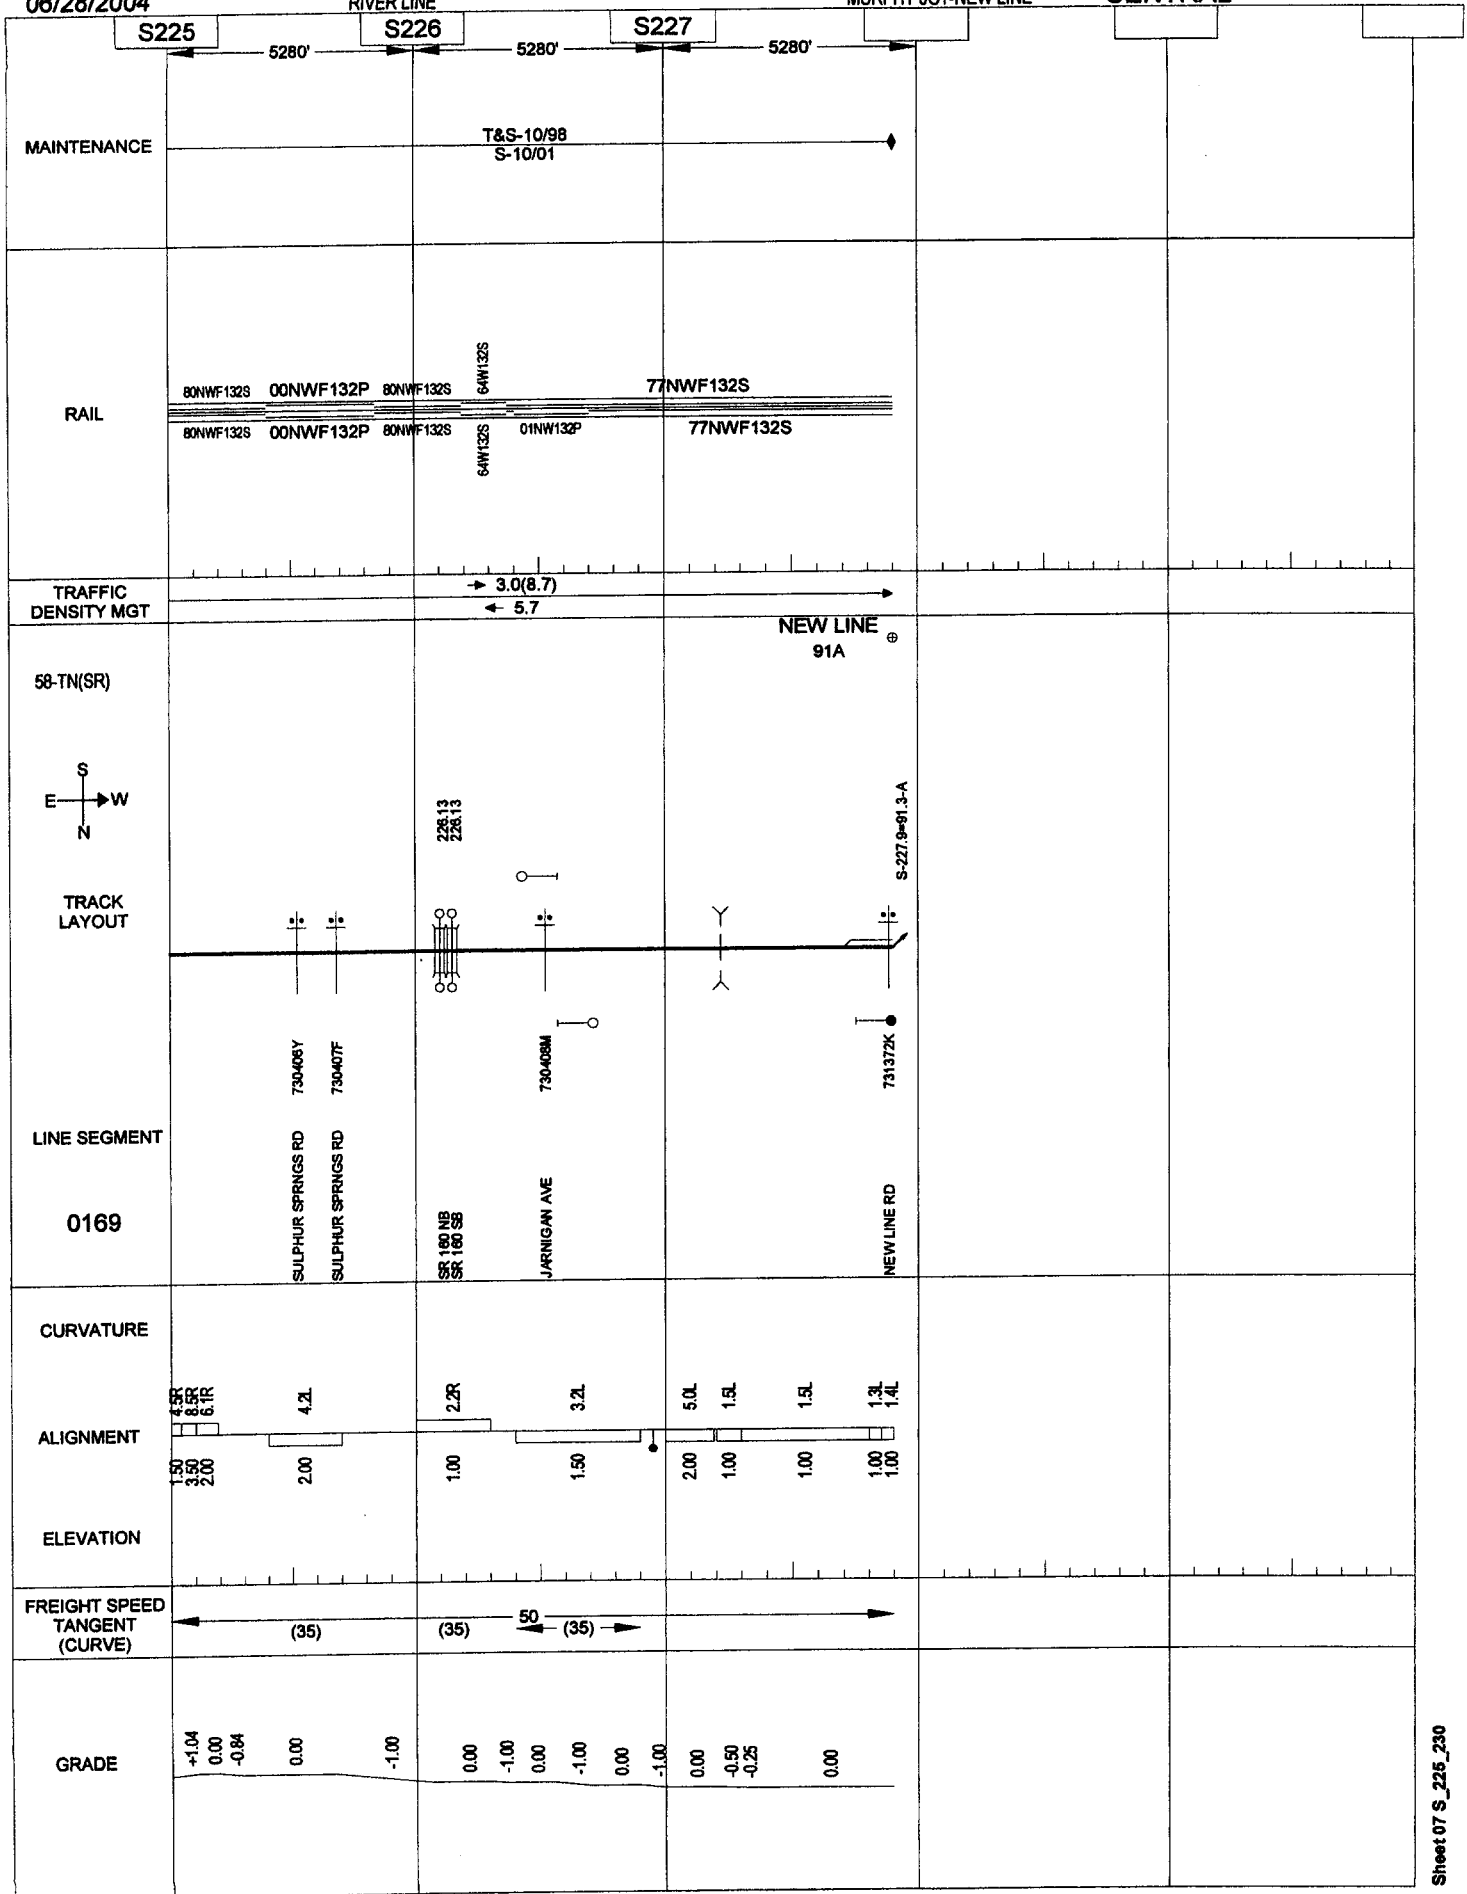 06/28/2004
RIVER LINE
S225
S226
S227
5280'
5280'
5280'
MAINTENANCE
T&S-10/98
S-10/01
RAIL
80NWF132S
00NWF132P
80NWF132S
64W132S
77NWF132S
80NWF132S
00NWF132P
80NWF132S
64W132S
01NW132P
77NWF132S
TRAFFIC
DENSITY MGT
3.0(8.7)
5.7
NEW LINE
91A
58-TN(SR)
S
E W
N
226.13
226.13
S-227.9=91.3-A
TRACK
LAYOUT
730406Y
730407F
730408M
731372K
LINE SEGMENT
0169
SULPHUR SPRNGS RD
SULPHUR SPRNGS RD
SR 160 NB
SR 160 SB
JARNIGAN AVE
NEW LINE RD
CURVATURE
4.5R
8.5R
6.1R
4.2L
2.2R
3.2L
5.0L
1.5L
1.5L
1.3L
1.4L
ALIGNMENT
1.50
3.50
2.00
2.00
1.00
1.50
2.00
1.00
1.00
1.00
1.00
ELEVATION
FREIGHT SPEED
TANGENT
(CURVE)
50
(35)
(35)
(35)
GRADE
+1.04
0.00
-0.84
0.00
-1.00
0.00
-1.00
0.00
-1.00
0.00
-1.00
0.00
-0.50
-0.25
0.00
Sheet 07 S_225_230